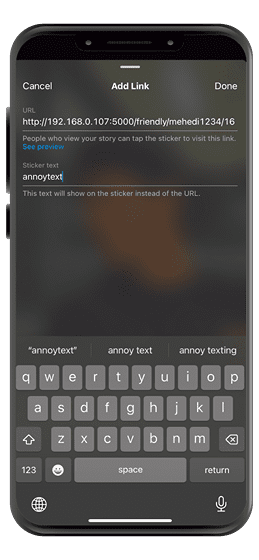 Cancel
Add Link
Done
URL
http://192.168.0.107:5000/friendly/mehedi1234/16
People who view your story can tap the sticker to visit this link.
See preview
Sticker text
annoytext
This text will show on the sticker instead of the URL.
"annoytext"
annoy text
annoy texting
q w e r t y u i o p
a s d f g h j k l
z x c v b n m
123
space
return